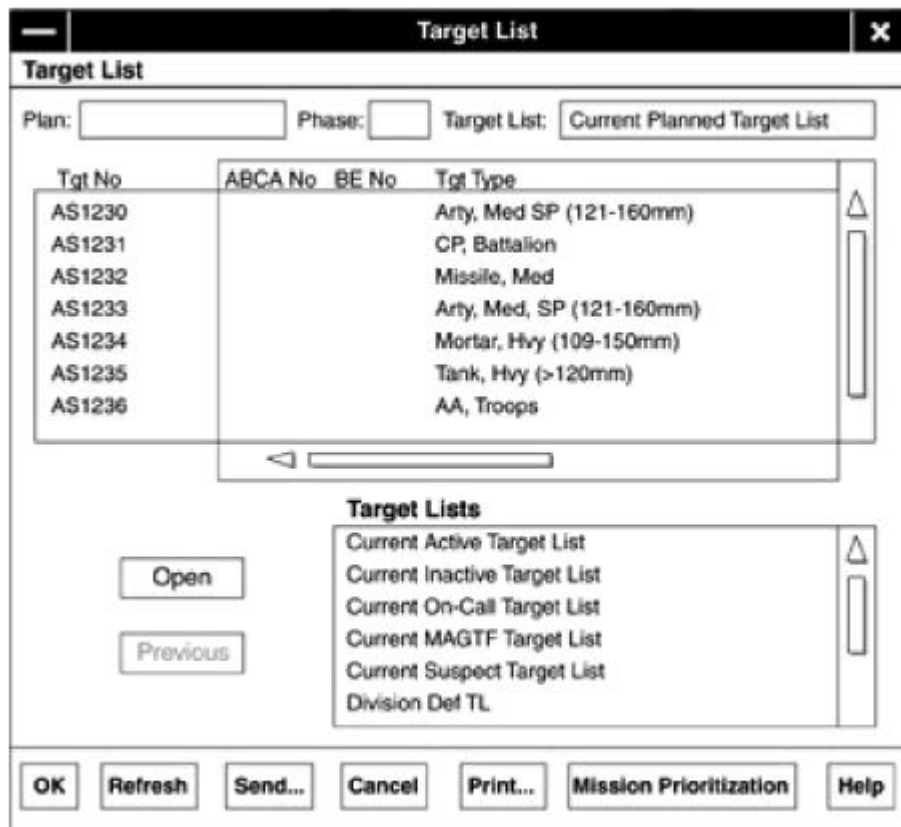 Target List
Target List
Plan: Phase: Target List: Current Planned Target List
Tgt No ABCA No BE No Tgt Type
AS1230 Arty, Med SP (121-160mm)
AS1231 CP, Battalion
AS1232 Missile, Med
AS1233 Arty, Med, SP (121-160mm)
AS1234 Mortar, Hvy (109-150mm)
AS1235 Tank, Hvy (>120mm)
AS1236 AA, Troops
Target Lists
Current Active Target List
Current Inactive Target List
Current On-Call Target List
Current MAGTF Target List
Current Suspect Target List
Division Def TL
Open
Previous
OK Refresh Send... Cancel Print... Mission Prioritization Help